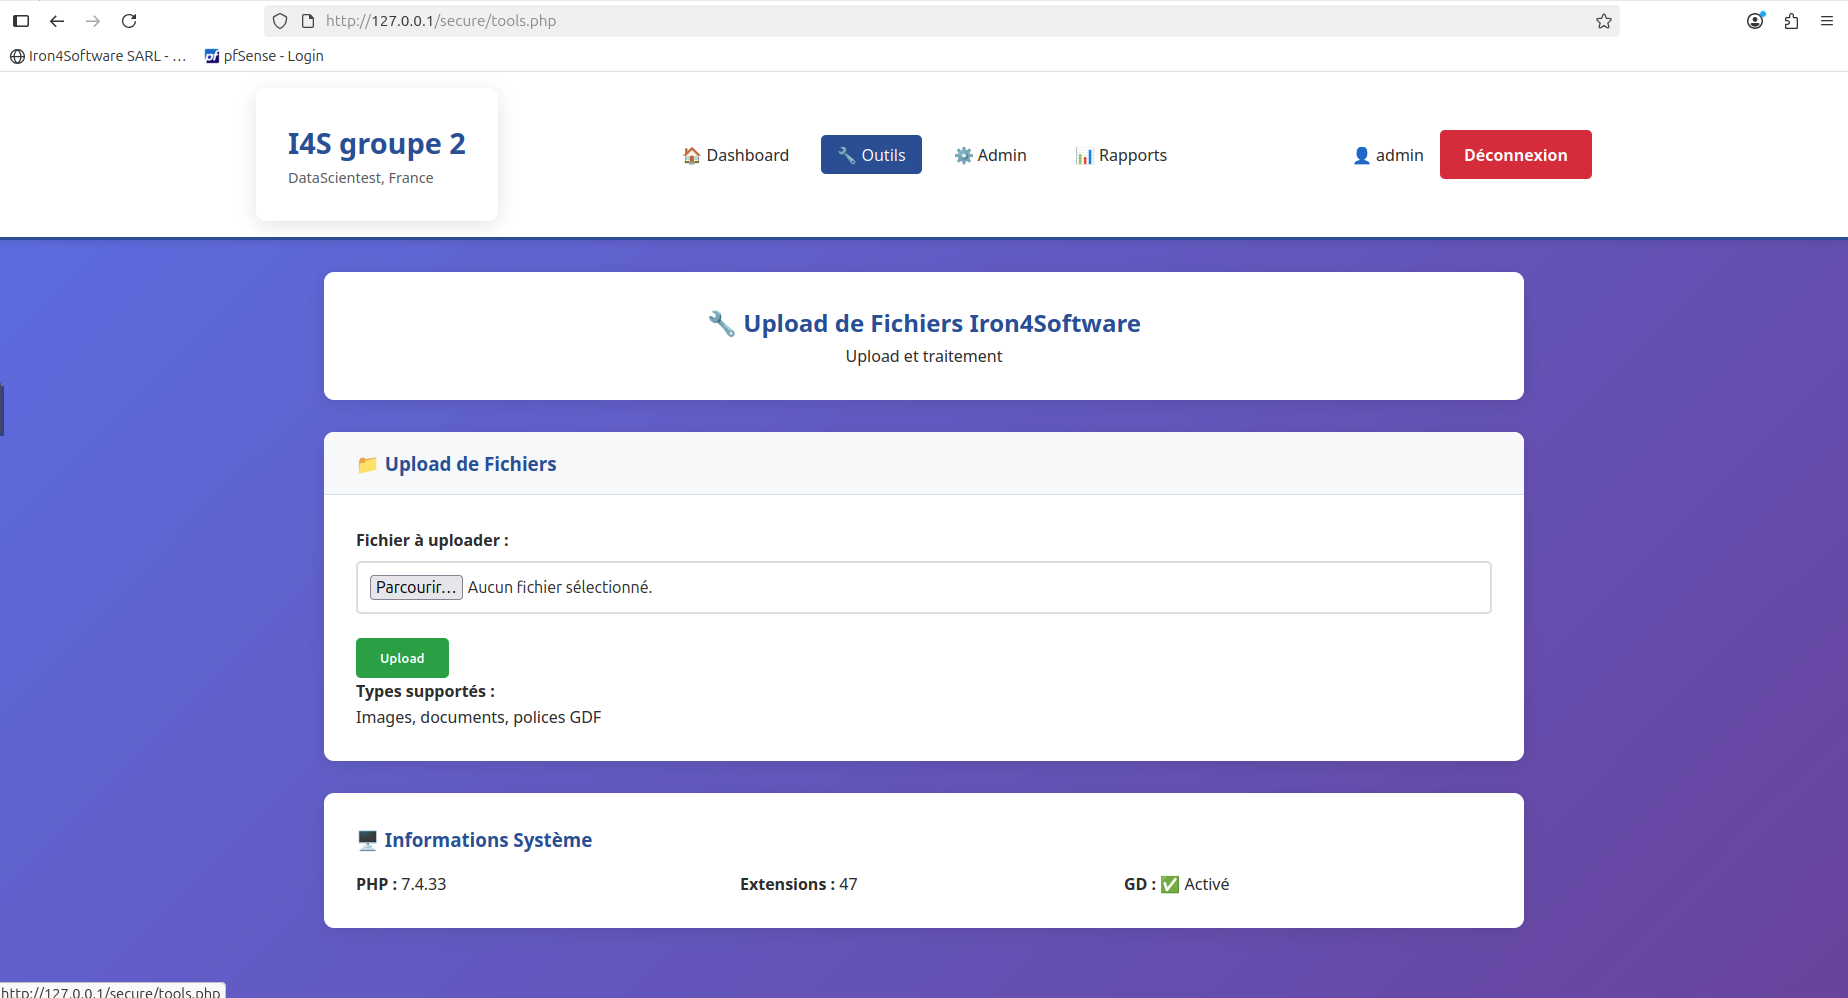 http://127.0.0.1/secure/tools.php
Iron4Software SARL - …
pfSense - Login
I4S groupe 2
DataScientest, France
Dashboard
Outils
Admin
Rapports
admin
Déconnexion
Upload de Fichiers Iron4Software
Upload et traitement
Upload de Fichiers
Fichier à uploader :
Parcourir… Aucun fichier sélectionné.
Upload
Types supportés :
Images, documents, polices GDF
Informations Système
PHP : 7.4.33
Extensions : 47
GD : ✅ Activé
http://127.0.0.1/secure/tools.php